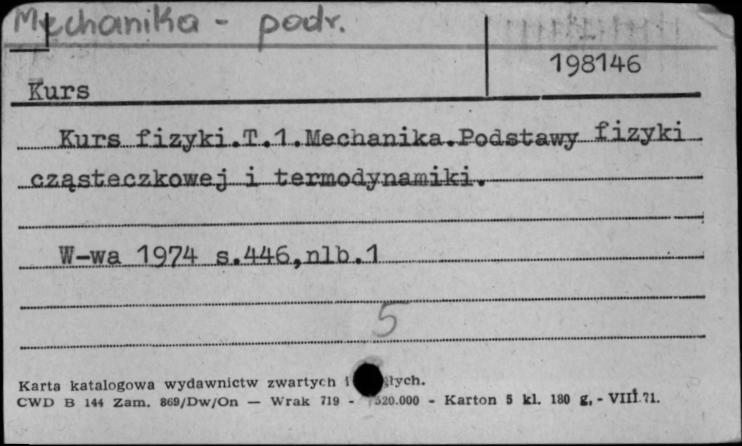 Mechanika - podr.
198146
Kurs
Kurs fizyki.T.1.Mechanika.Podstawy fizyki
cząsteczkowej i termodynamiki.
W-wa 1974 s.446,nlb.1
5
Karta katalogowa wydawnictw zwartych i łych.
CWD B 144 Zam. 869/Dw/On — Wrak 719 - 520.000 - Karton 5 kl. 180 g. - VIII.71.